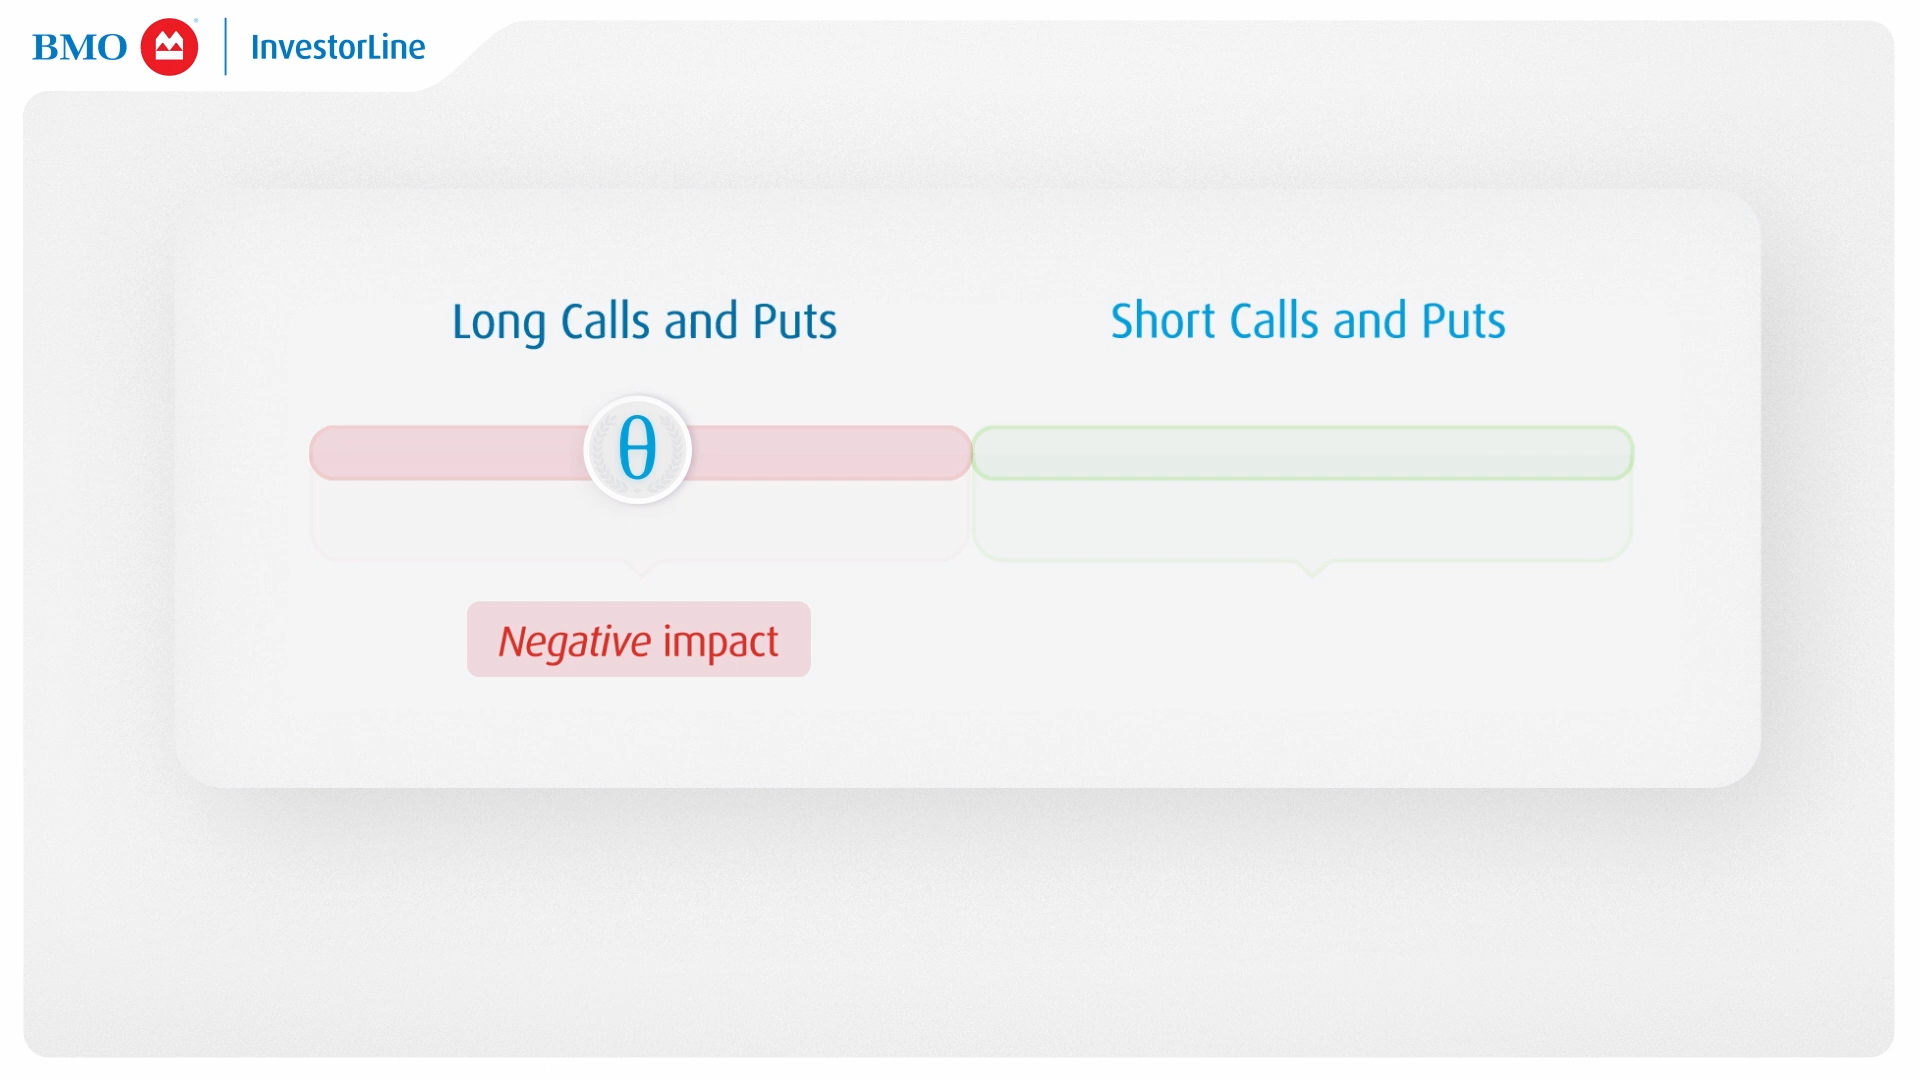 BMO InvestorLine
Long Calls and Puts
Short Calls and Puts
θ
Negative impact